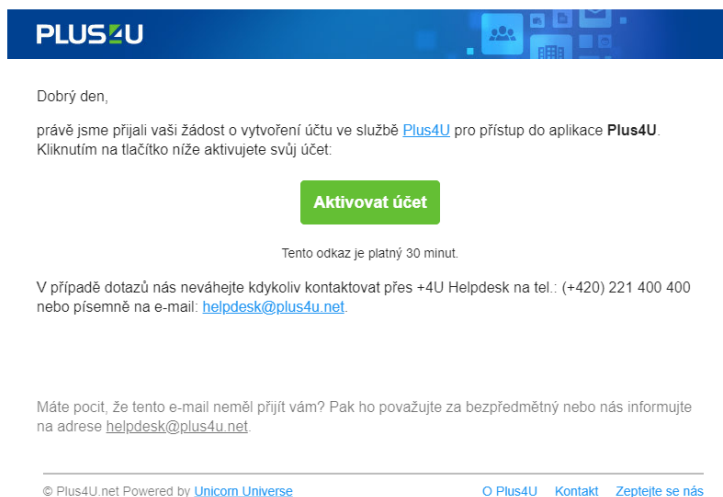 PLUS4U
Dobrý den,
právě jsme přijali vaši žádost o vytvoření účtu ve službě Plus4U pro přístup do aplikace Plus4U.
Kliknutím na tlačítko níže aktivujete svůj účet:
Aktivovat účet
Tento odkaz je platný 30 minut.
V případě dotazů nás neváhejte kdykoliv kontaktovat přes +4U Helpdesk na tel.: (+420) 221 400 400
nebo písemně na e-mail: helpdesk@plus4u.net.
Máte pocit, že tento e-mail neměl přijít vám? Pak ho považujte za bezpředmětný nebo nás informujte
na adrese helpdesk@plus4u.net.
© Plus4U.net Powered by Unicorn Universe O Plus4U Kontakt Zeptejte se nás